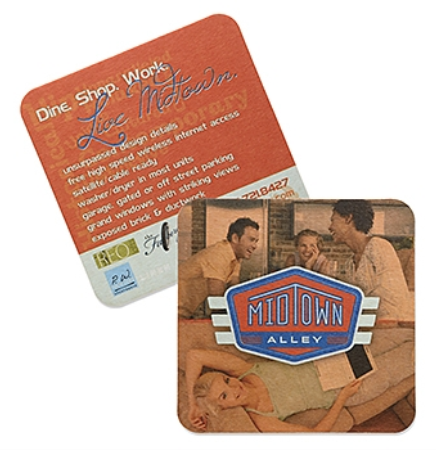 Dine. Shop. Work.
Live Midtown.
unsurpassed design details
free high speed wireless internet access
satellite/cable ready
washer/dryer in most units
garage, gated or off street parking
grand windows with striking views
exposed brick & ductwork
.com
the
MIDTOWN
ALLEY